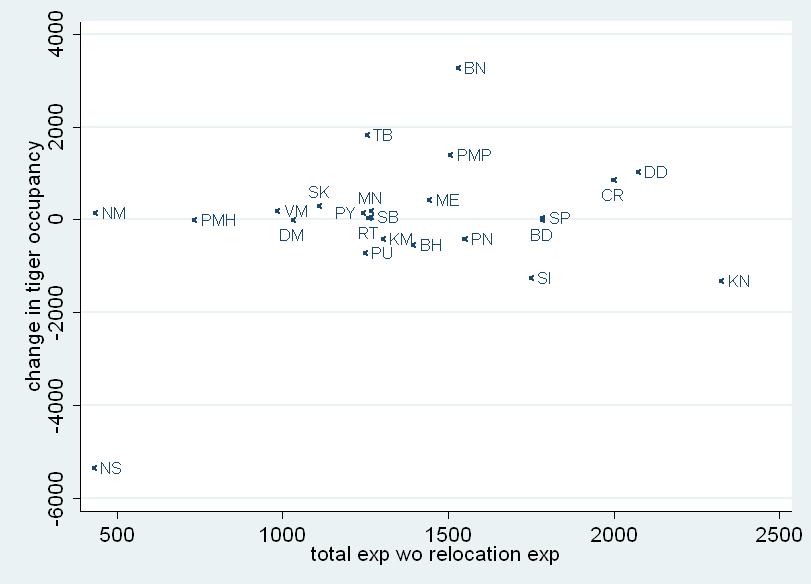 4000
2000
0
-2000
-4000
-6000
change in tiger occupancy
BN
TB
PMP
DD
CR
SK
MN
ME
NM
VM
PY
SB
SP
PMH
DM
RT
KM
BH
PN
BD
PU
SI
KN
NS
500 1000 1500 2000 2500
total exp wo relocation exp